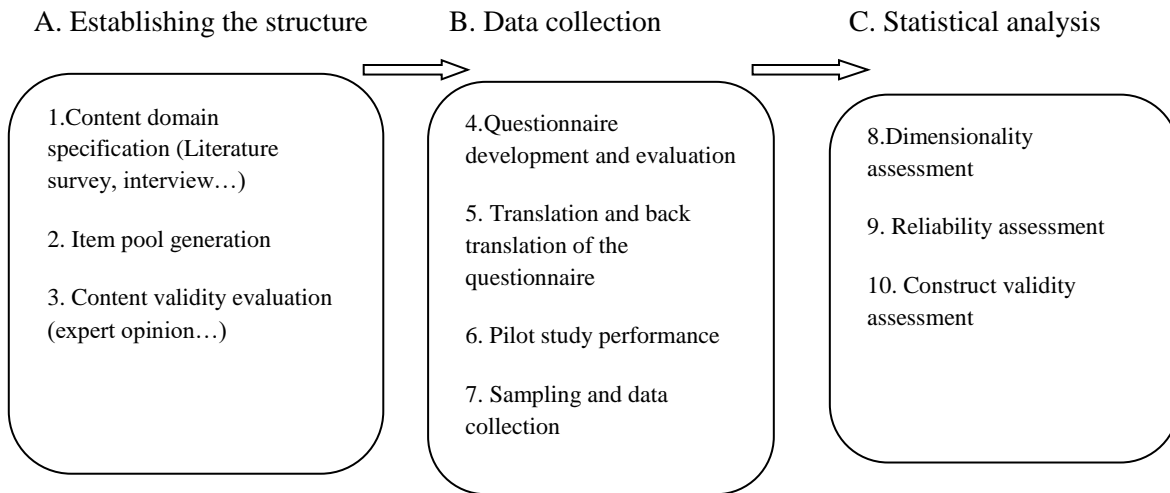 A. Establishing the structure
1.Content domain
specification (Literature
survey, interview…)
2. Item pool generation
3. Content validity evaluation
(expert opinion…)
B. Data collection
4.Questionnaire
development and evaluation
5. Translation and back
translation of the
questionnaire
6. Pilot study performance
7. Sampling and data
collection
C. Statistical analysis
8.Dimensionality
assessment
9. Reliability assessment
10. Construct validity
assessment